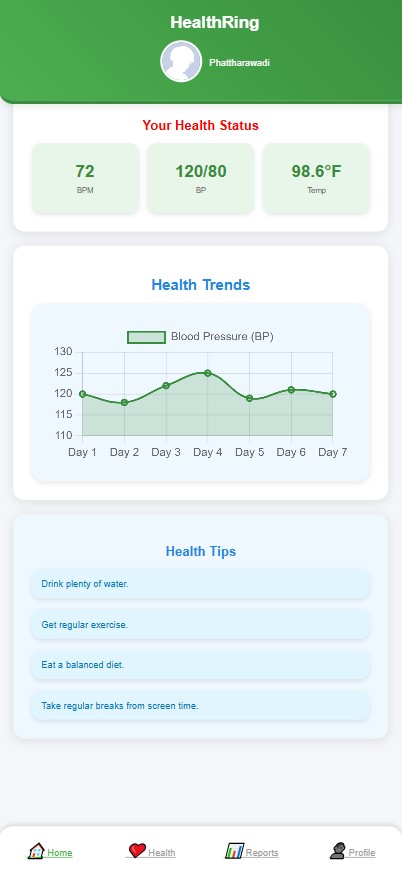 HealthRing
Phattharawadi
Your Health Status
72
BPM
120/80
BP
98.6°F
Temp
Health Trends
Blood Pressure (BP)
130
125
120
115
110
Day 1 Day 2 Day 3 Day 4 Day 5 Day 6 Day 7
Health Tips
Drink plenty of water.
Get regular exercise.
Eat a balanced diet.
Take regular breaks from screen time.
Home Health Reports Profile